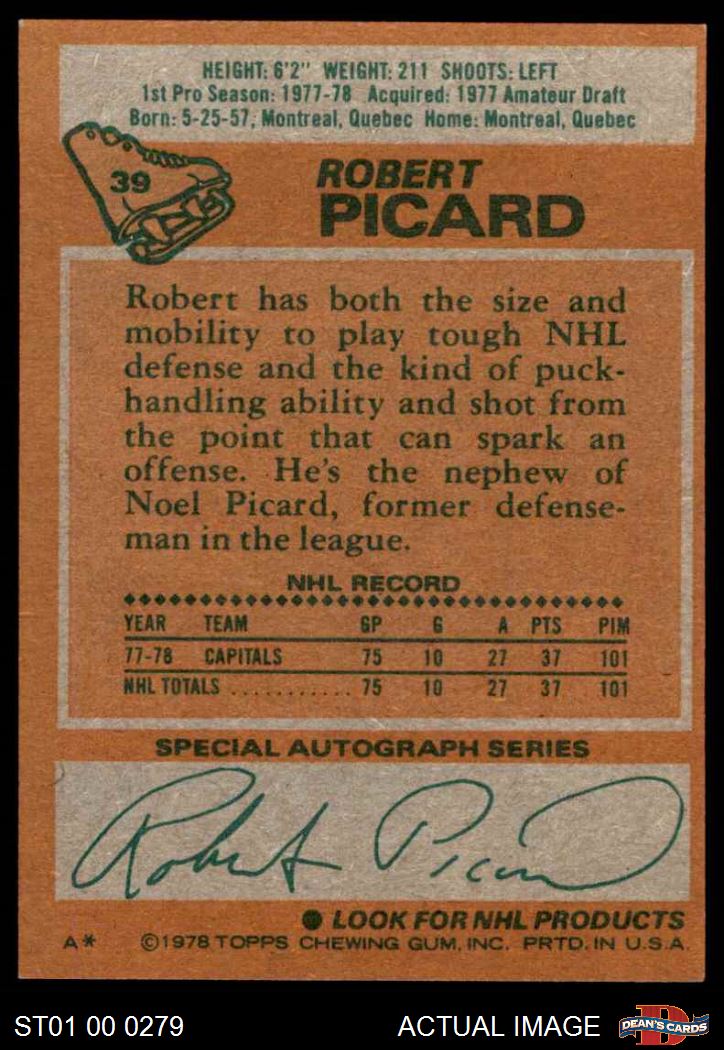 HEIGHT: 6'2" WEIGHT: 211 SHOOTS: LEFT
1st Pro Season: 1977-78 Acquired: 1977 Amateur Draft
Born: 5-25-57, Montreal, Quebec Home: Montreal, Quebec
39
ROBERT
PICARD
Robert has both the size and
mobility to play tough NHL
defense and the kind of puck-
handling ability and shot from
the point that can spark an
offense. He's the nephew of
Noel Picard, former defense-
man in the league.
NHL RECORD
YEAR TEAM GP G A PTS PIM
77-78 CAPITALS 75 10 27 37 101
NHL TOTALS ........... 75 10 27 37 101
SPECIAL AUTOGRAPH SERIES
Robert Picard
● LOOK FOR NHL PRODUCTS
A* ©1978 TOPPS CHEWING GUM, INC. PRTD. IN U.S.A.
ST01 00 0279 ACTUAL IMAGE D DEAN'S CARDS